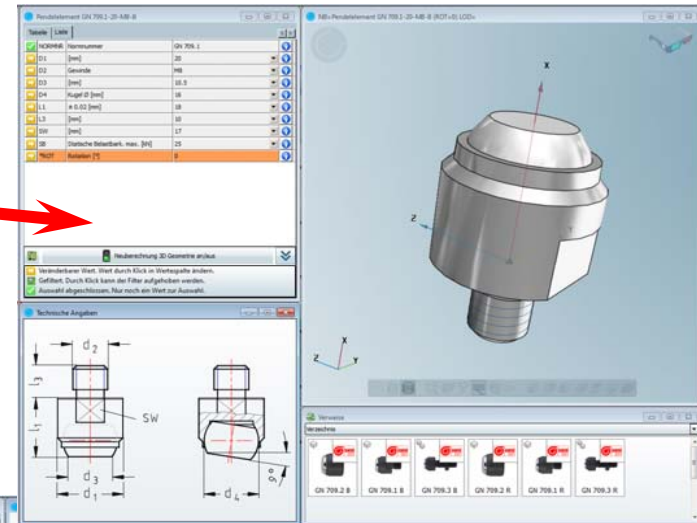 Pendelelement GN 709.1-20-M8-B
Tabelle Liste
NORMNR Normnummer GN 709.1
D1 [mm] 20
D2 Gewinde M8
D3 [mm] 10.5
D4 Kugel Ø [mm] 16
L1 ± 0.02 [mm] 18
L3 [mm] 10
SW [mm] 17
SB Statische Belastbark. max. [kN] 25
*ROT Rotation [°] 0
Neuberechnung 3D Geometrie an/aus
Veränderbarer Wert. Wert durch Klick in Wertespalte ändern.
Gefiltert. Durch Klick kann der Filter aufgehoben werden.
Auswahl abgeschlossen. Nur noch ein Wert zur Auswahl.
Technische Angaben
d2
l3
l1
SW
d3
d1
d4
9°
NB=Pendelelement GN 709.1-20-M8-B (ROT=0) LOD=
X
Z
X
Z
Y
Verweise
Verzeichnis
GN 709.2 B
GN 709.1 B
GN 709.3 B
GN 709.2 R
GN 709.1 R
GN 709.3 R